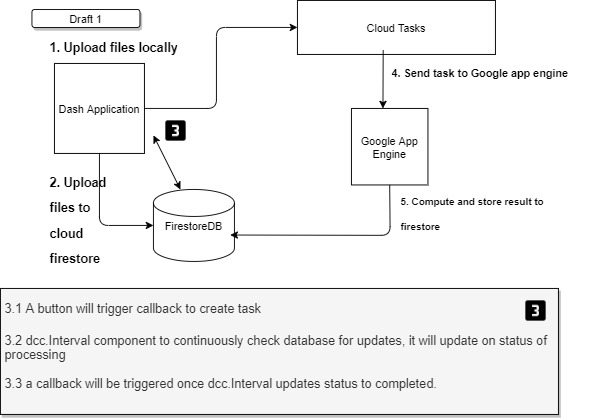 Draft 1
1. Upload files locally
Cloud Tasks
4. Send task to Google app engine
Dash Application
3
Google App
Engine
2. Upload
files to
cloud
firestore
FirestoreDB
5. Compute and store result to
firestore
3.1 A button will trigger callback to create task
3
3.2 dcc.Interval component to continuously check database for updates, it will update on status of
processing
3.3 a callback will be triggered once dcc.Interval updates status to completed.